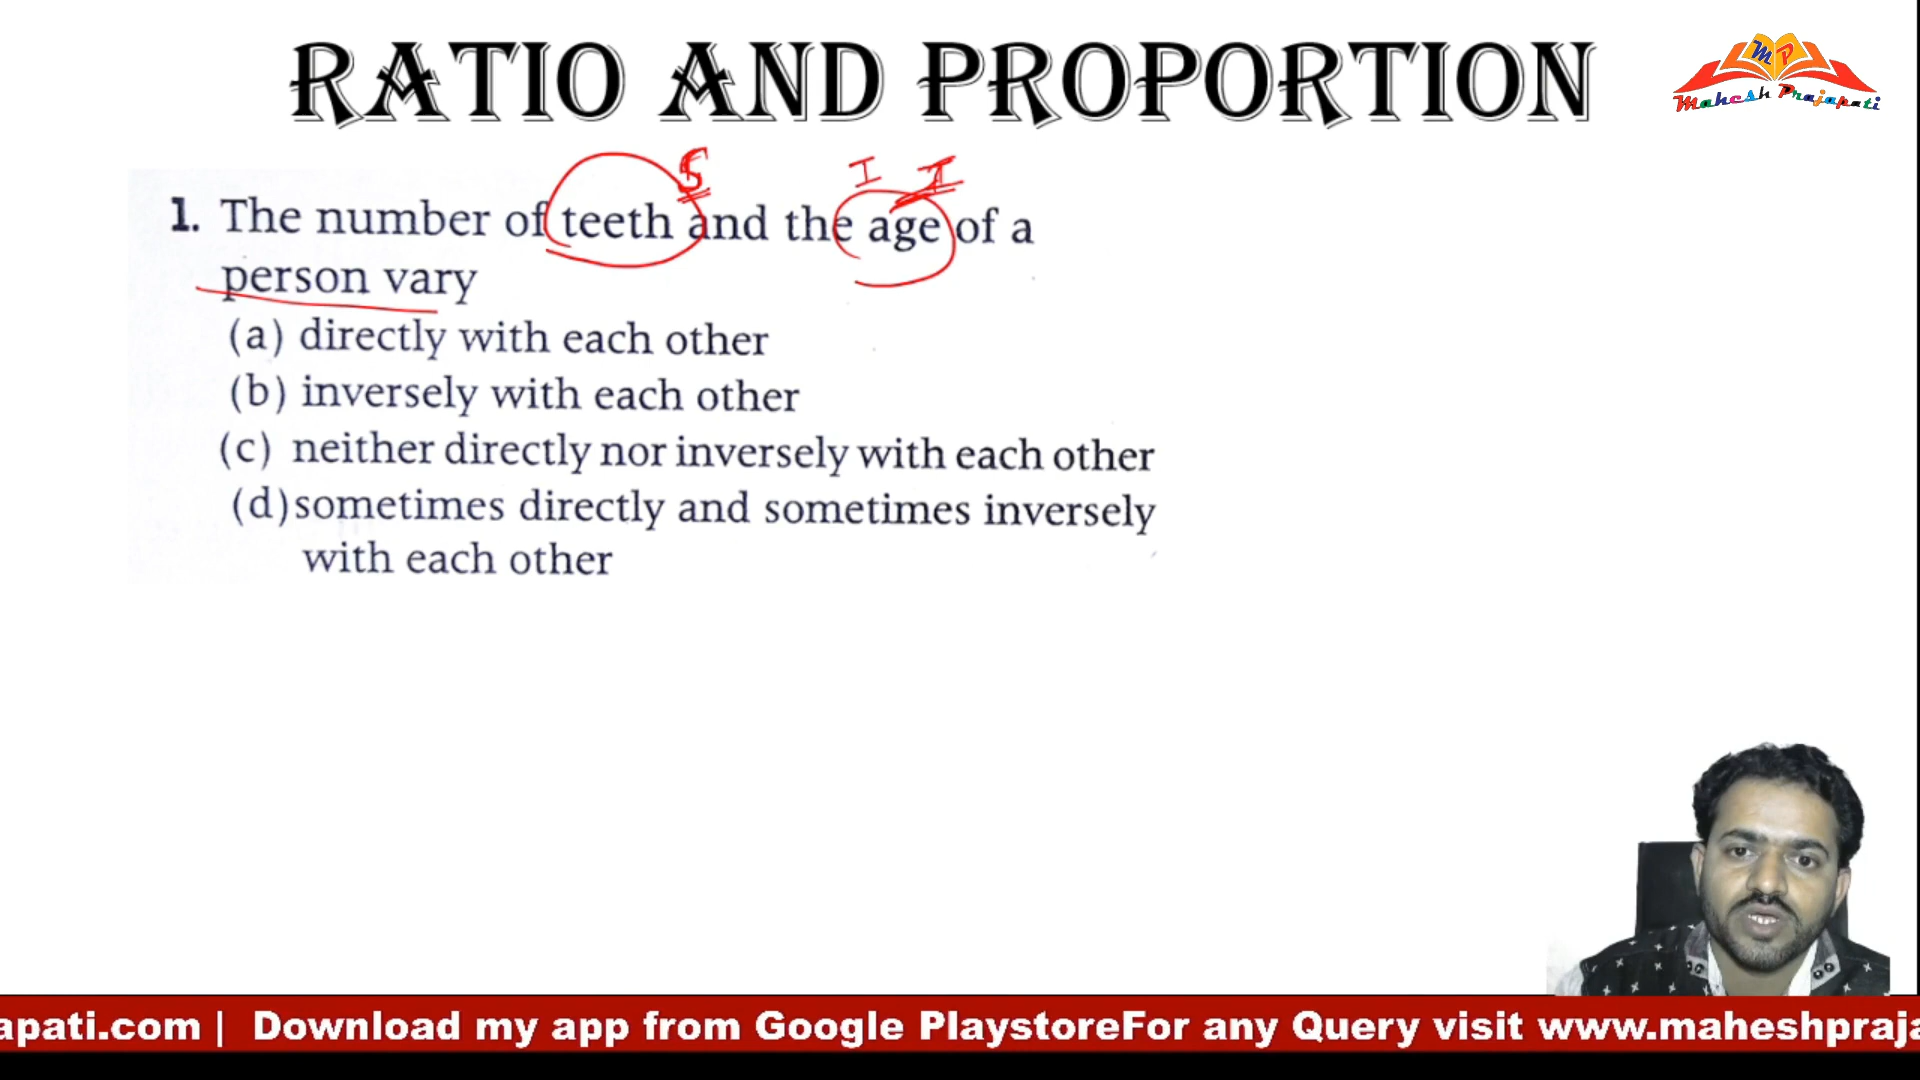 RATIO AND PROPORTION
MP
Mahesh Prajapati
S
I I
1. The number of teeth and the age of a
person vary
(a) directly with each other
(b) inversely with each other
(c) neither directly nor inversely with each other
(d) sometimes directly and sometimes inversely
with each other
apati.com | Download my app from Google PlaystoreFor any Query visit www.maheshpraja